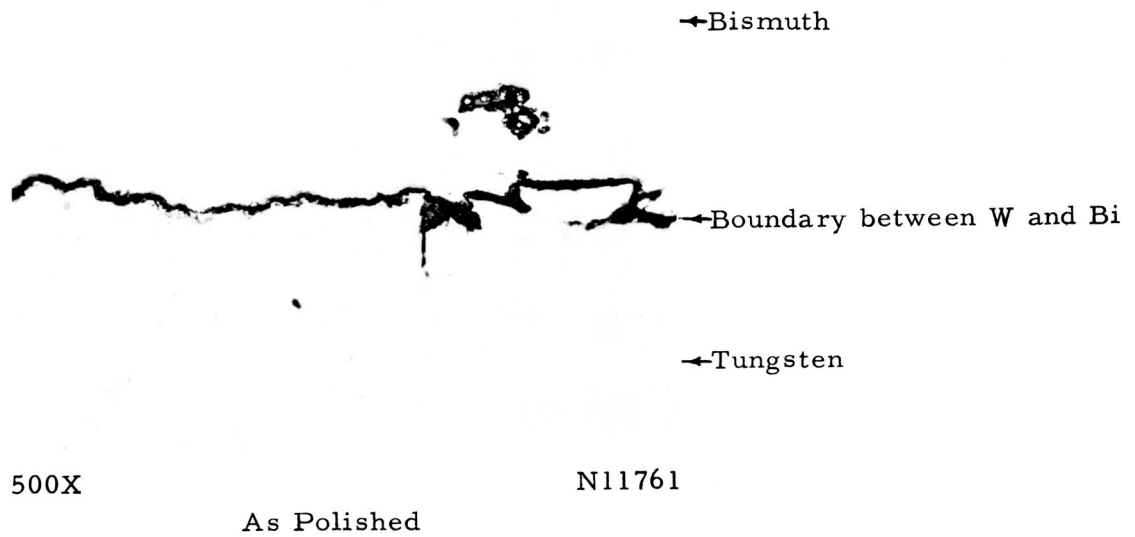 Bismuth
Boundary between W and Bi
Tungsten
500X N11761
As Polished